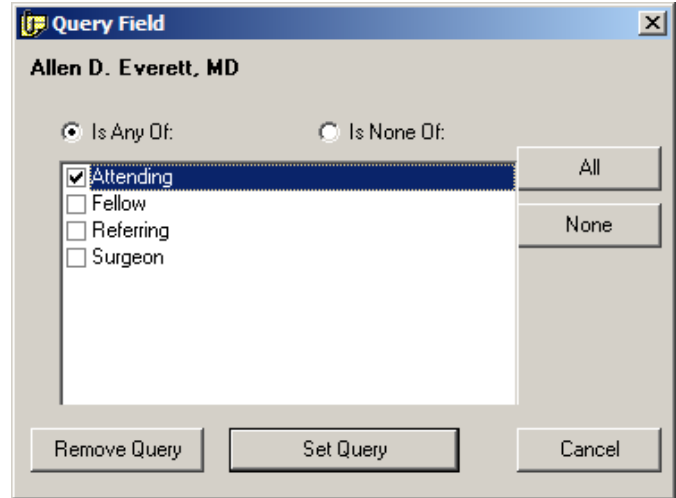 Query Field
Allen D. Everett, MD
Is Any Of: Is None Of:
Attending
Fellow
Referring
Surgeon
All
None
Remove Query Set Query Cancel